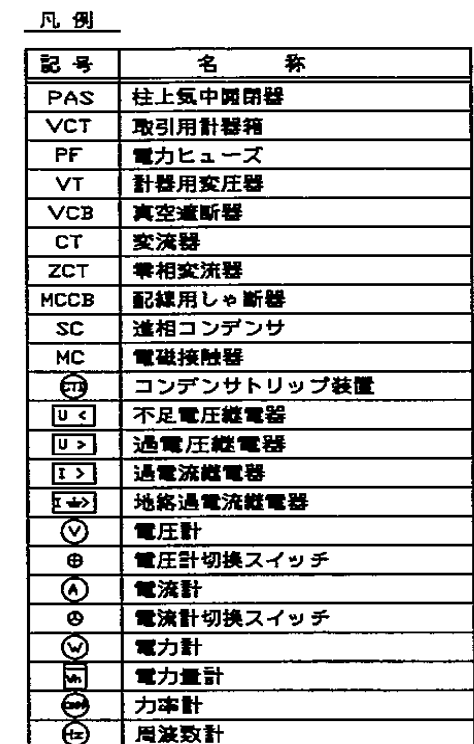 凡例
記号 名称
PAS 柱上気中開閉器
VCT 取引用計器箱
PF 電力ヒューズ
VT 計器用変圧器
VCB 真空遮断器
CT 変流器
ZCT 零相変流器
MCCB 配線用しゃ断器
SC 進相コンデンサ
MC 電磁接触器
CTD コンデンサトリップ装置
U < 不足電圧継電器
U > 過電圧継電器
I > 過電流継電器
I ⏚> 地絡過電流継電器
V 電圧計
⊕ 電圧計切換スイッチ
A 電流計
電流計切換スイッチ
W 電力計
Wh 電力量計
力率計
Hz 周波数計